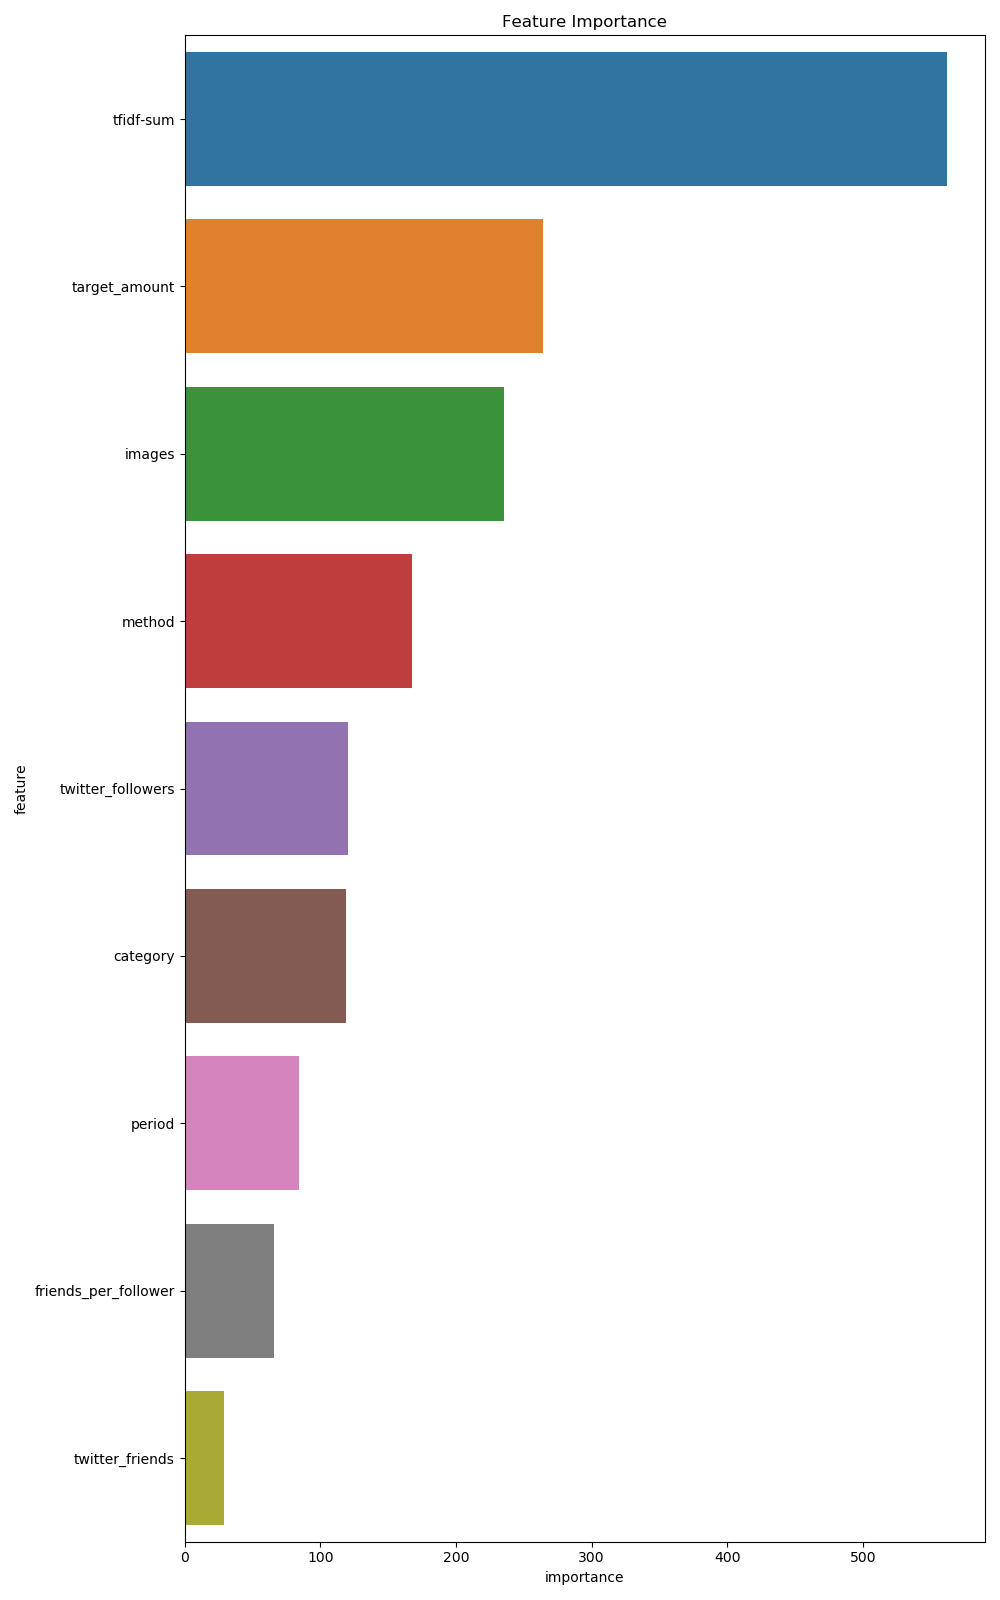 Feature Importance
tfidf-sum
target_amount
images
method
twitter_followers
category
period
friends_per_follower
twitter_friends
feature
0 100 200 300 400 500
importance